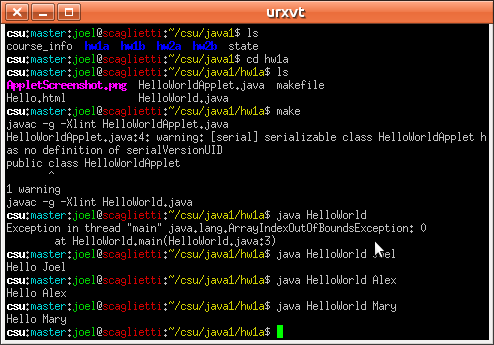 urxvt
csu:master:joel@scaglietti:~/csu/java1$ ls
course_info hw1a hw1b hw2a hw2b state
csu:master:joel@scaglietti:~/csu/java1$ cd hw1a
csu:master:joel@scaglietti:~/csu/java1/hw1a$ ls
AppletScreenshot.png HelloWorldApplet.java makefile
Hello.html HelloWorld.java
csu:master:joel@scaglietti:~/csu/java1/hw1a$ make
javac -g -Xlint HelloWorldApplet.java
HelloWorldApplet.java:4: warning: [serial] serializable class HelloWorldApplet h
as no definition of serialVersionUID
public class HelloWorldApplet
^
1 warning
javac -g -Xlint HelloWorld.java
csu:master:joel@scaglietti:~/csu/java1/hw1a$ java HelloWorld
Exception in thread "main" java.lang.ArrayIndexOutOfBoundsException: 0
at HelloWorld.main(HelloWorld.java:3)
csu:master:joel@scaglietti:~/csu/java1/hw1a$ java HelloWorld Joel
Hello Joel
csu:master:joel@scaglietti:~/csu/java1/hw1a$ java HelloWorld Alex
Hello Alex
csu:master:joel@scaglietti:~/csu/java1/hw1a$ java HelloWorld Mary
Hello Mary
csu:master:joel@scaglietti:~/csu/java1/hw1a$